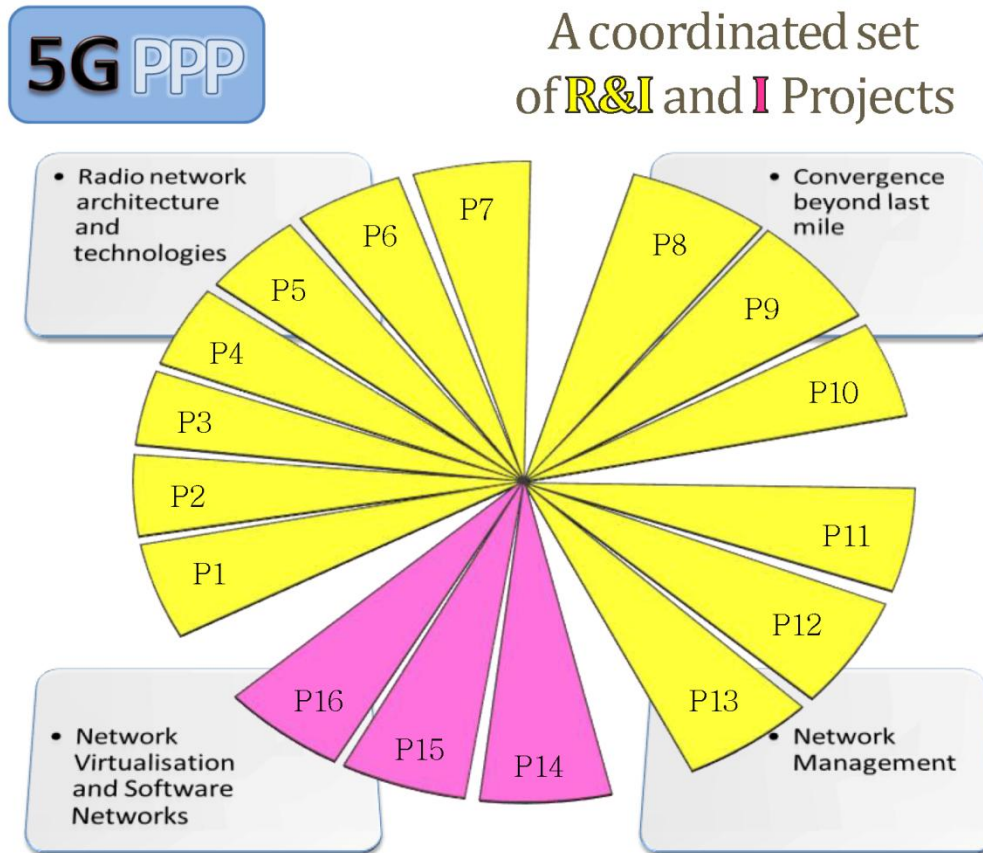 5G PPP
A coordinated set
of R&I and I Projects
• Radio network
architecture
and
technologies
• Convergence
beyond last
mile
P7
P6
P5
P4
P3
P2
P1
P8
P9
P10
P11
P12
P13
P14
P15
P16
• Network
Virtualisation
and Software
Networks
• Network
Management